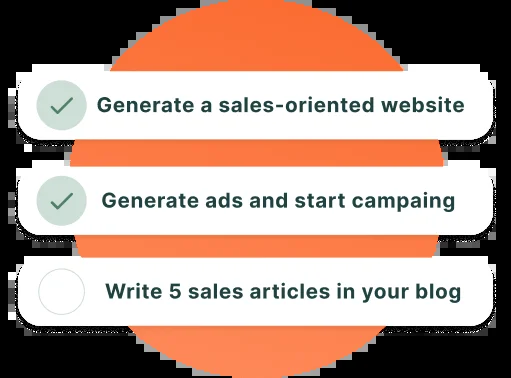 Generate a sales-oriented website
Generate ads and start campaing
Write 5 sales articles in your blog